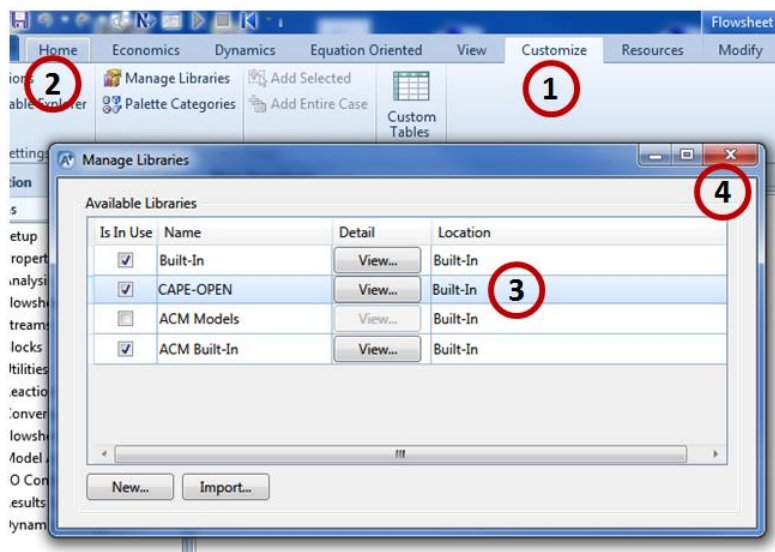 Flowsheet
Home Economics Dynamics Equation Oriented View Customize Resources Modify
2
1
Manage Libraries Add Selected
Palette Categories Add Entire Case
Custom
Tables
Manage Libraries
4
Available Libraries
Is In Use Name Detail Location
Built-In View... Built-In
CAPE-OPEN View... Built-In
3
ACM Models View... Built-In
ACM Built-In View... Built-In
New... Import...